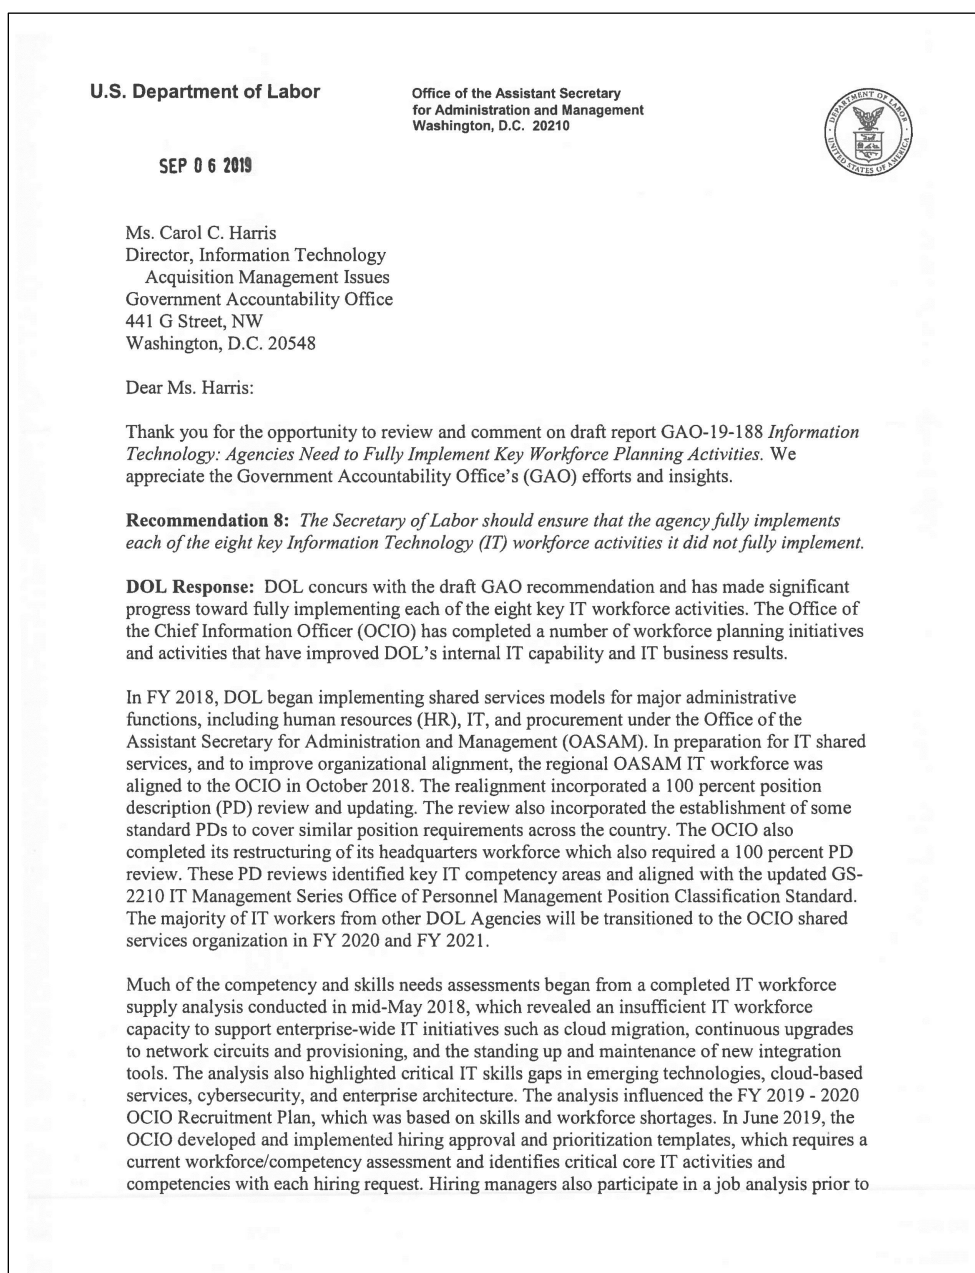 U.S. Department of Labor
Office of the Assistant Secretary
for Administration and Management
Washington, D.C. 20210
DEPARTMENT OF LABOR
UNITED STATES OF AMERICA
SEP 06 2019
Ms. Carol C. Harris
Director, Information Technology
Acquisition Management Issues
Government Accountability Office
441 G Street, NW
Washington, D.C. 20548
Dear Ms. Harris:
Thank you for the opportunity to review and comment on draft report GAO-19-188 Information
Technology: Agencies Need to Fully Implement Key Workforce Planning Activities. We
appreciate the Government Accountability Office's (GAO) efforts and insights.
Recommendation 8: The Secretary of Labor should ensure that the agency fully implements
each of the eight key Information Technology (IT) workforce activities it did not fully implement.
DOL Response: DOL concurs with the draft GAO recommendation and has made significant
progress toward fully implementing each of the eight key IT workforce activities. The Office of
the Chief Information Officer (OCIO) has completed a number of workforce planning initiatives
and activities that have improved DOL's internal IT capability and IT business results.
In FY 2018, DOL began implementing shared services models for major administrative
functions, including human resources (HR), IT, and procurement under the Office of the
Assistant Secretary for Administration and Management (OASAM). In preparation for IT shared
services, and to improve organizational alignment, the regional OASAM IT workforce was
aligned to the OCIO in October 2018. The realignment incorporated a 100 percent position
description (PD) review and updating. The review also incorporated the establishment of some
standard PDs to cover similar position requirements across the country. The OCIO also
completed its restructuring of its headquarters workforce which also required a 100 percent PD
review. These PD reviews identified key IT competency areas and aligned with the updated GS-
2210 IT Management Series Office of Personnel Management Position Classification Standard.
The majority of IT workers from other DOL Agencies will be transitioned to the OCIO shared
services organization in FY 2020 and FY 2021.
Much of the competency and skills needs assessments began from a completed IT workforce
supply analysis conducted in mid-May 2018, which revealed an insufficient IT workforce
capacity to support enterprise-wide IT initiatives such as cloud migration, continuous upgrades
to network circuits and provisioning, and the standing up and maintenance of new integration
tools. The analysis also highlighted critical IT skills gaps in emerging technologies, cloud-based
services, cybersecurity, and enterprise architecture. The analysis influenced the FY 2019 - 2020
OCIO Recruitment Plan, which was based on skills and workforce shortages. In June 2019, the
OCIO developed and implemented hiring approval and prioritization templates, which requires a
current workforce/competency assessment and identifies critical core IT activities and
competencies with each hiring request. Hiring managers also participate in a job analysis prior to